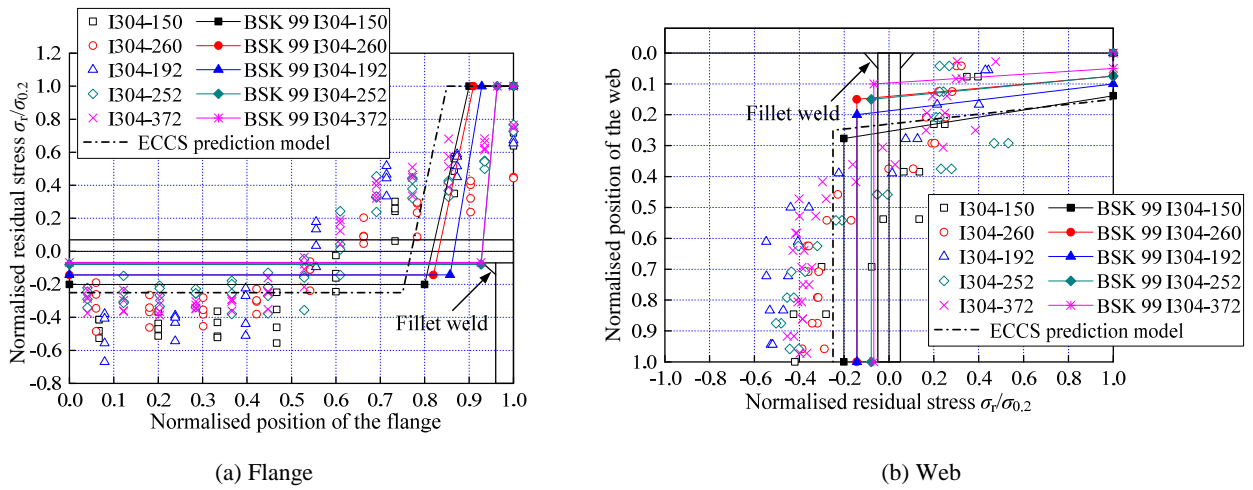 I304-150 BSK 99 I304-150
I304-260 BSK 99 I304-260
I304-192 BSK 99 I304-192
I304-252 BSK 99 I304-252
I304-372 BSK 99 I304-372
ECCS prediction model
1.2
1.0
0.8
0.6
0.4
0.2
0.0
-0.2
-0.4
-0.6
-0.8
Normalised residual stress σr/σ0.2
Fillet weld
0.0 0.1 0.2 0.3 0.4 0.5 0.6 0.7 0.8 0.9 1.0
Normalised position of the flange
(a) Flange
0.0
0.1
0.2
0.3
0.4
0.5
0.6
0.7
0.8
0.9
1.0
Normalised position of the web
Fillet weld
I304-150 BSK 99 I304-150
I304-260 BSK 99 I304-260
I304-192 BSK 99 I304-192
I304-252 BSK 99 I304-252
I304-372 BSK 99 I304-372
ECCS prediction model
-1.0 -0.8 -0.6 -0.4 -0.2 0.0 0.2 0.4 0.6 0.8 1.0
Normalised residual stress σr/σ0.2
(b) Web